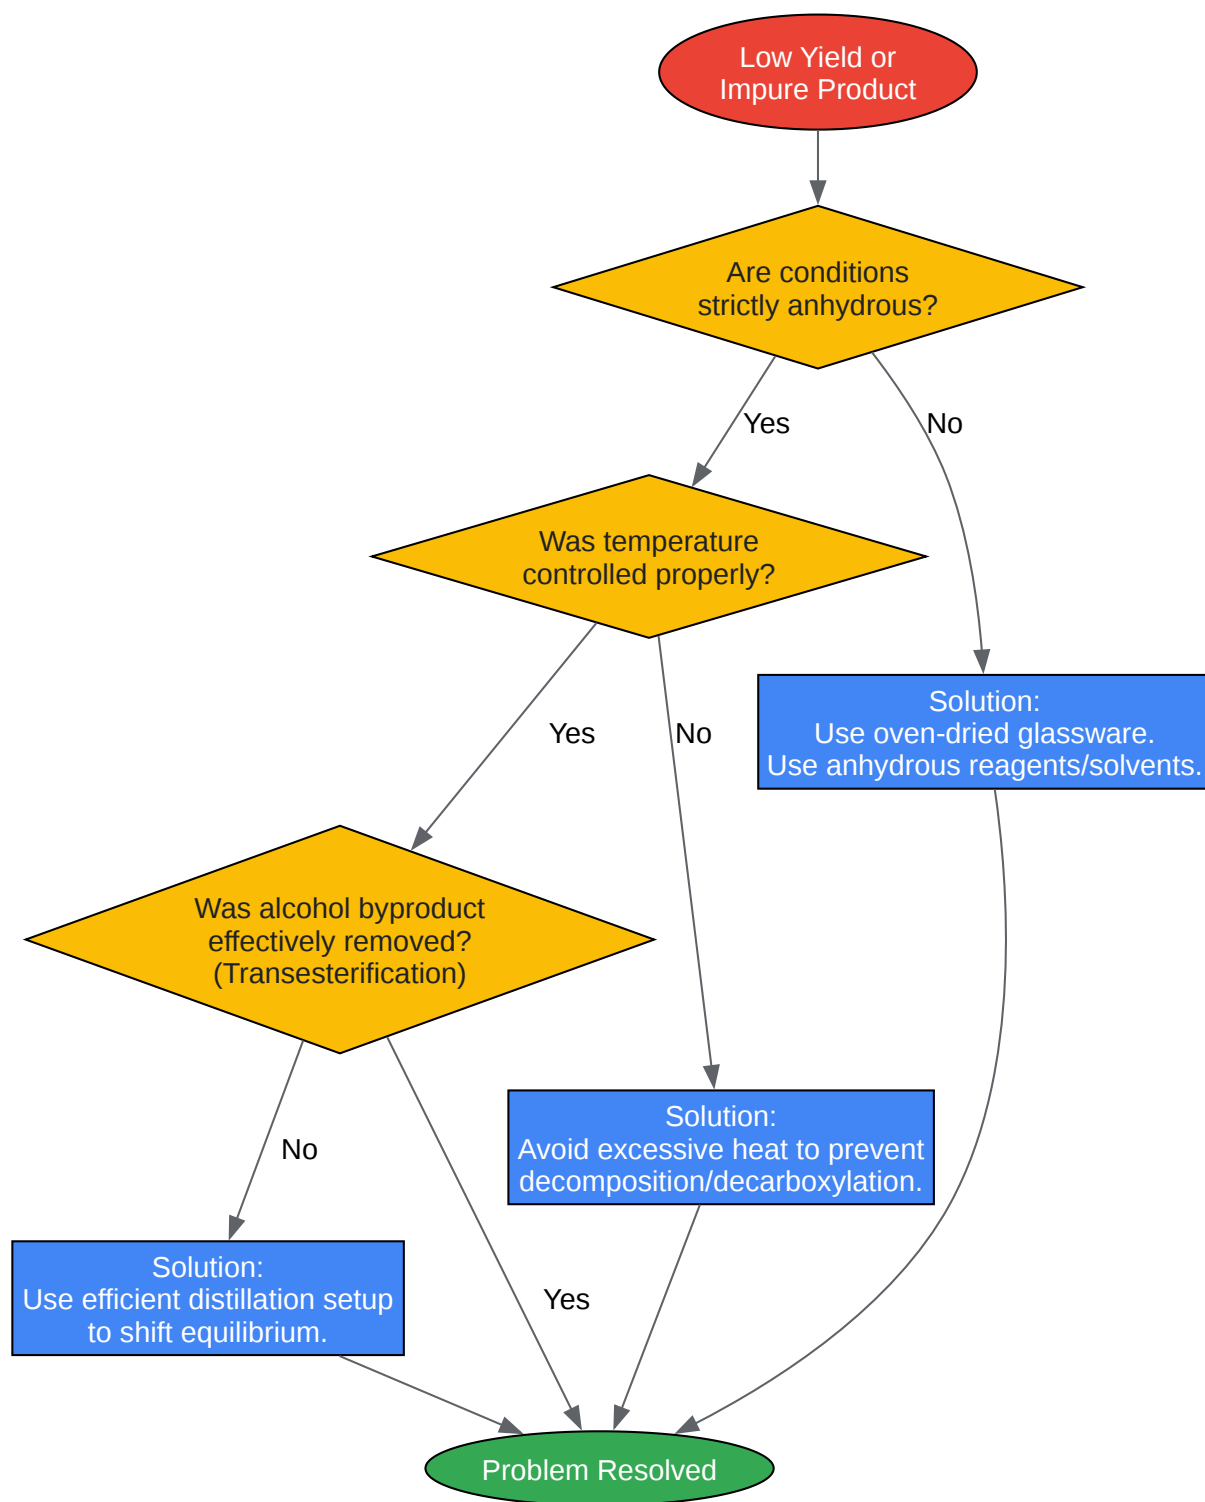 Low Yield or
Impure Product
Are conditions
strictly anhydrous?
Yes
No
Was temperature
controlled properly?
Yes
No
Solution:
Use oven-dried glassware.
Use anhydrous reagents/solvents.
Was alcohol byproduct
effectively removed?
(Transesterification)
Solution:
Avoid excessive heat to prevent
decomposition/decarboxylation.
No
Solution:
Use efficient distillation setup
to shift equilibrium.
Yes
Problem Resolved